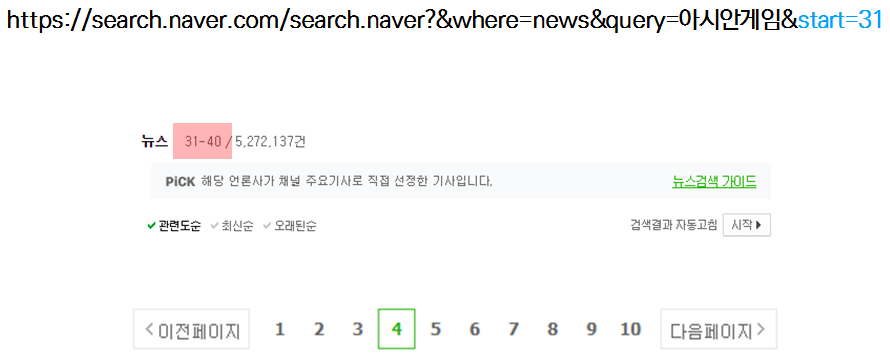 https://search.naver.com/search.naver?&where=news&query=아시안게임&start=31
뉴스 31-40 / 5,272,137건
PiCK 해당 언론사가 채널 주요기사로 직접 선정한 기사입니다. 뉴스검색 가이드
관련도순 최신순 오래된순 검색결과 자동고침 시작
이전페이지 1 2 3 4 5 6 7 8 9 10 다음페이지